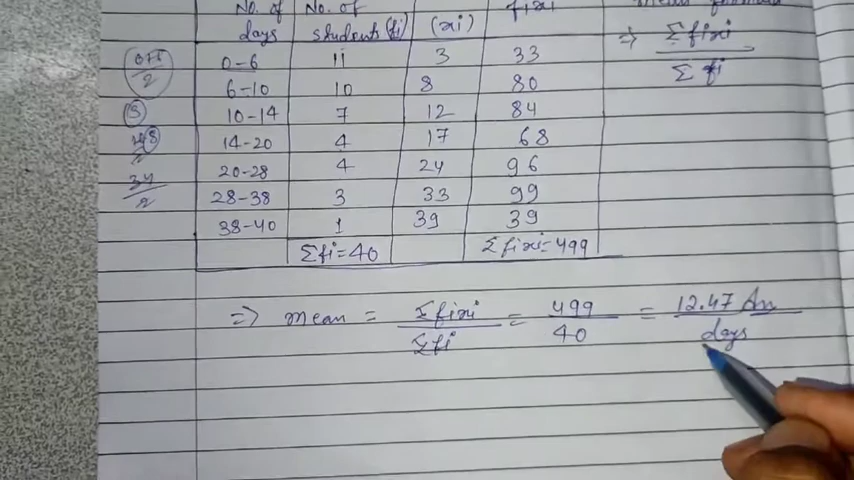 No. of No. of fixi
days students (fi) (xi) ⇒ Σfixi
0-6 11 3 33 Σfi
6-10 10 8 80
10-14 7 12 84
14-20 4 17 68
20-28 4 24 96
28-38 3 33 99
38-40 1 39 39
Σfi=40 Σfixi=499
⇒ mean = Σfixi = 499 = 12.47 An
Σfi 40 days